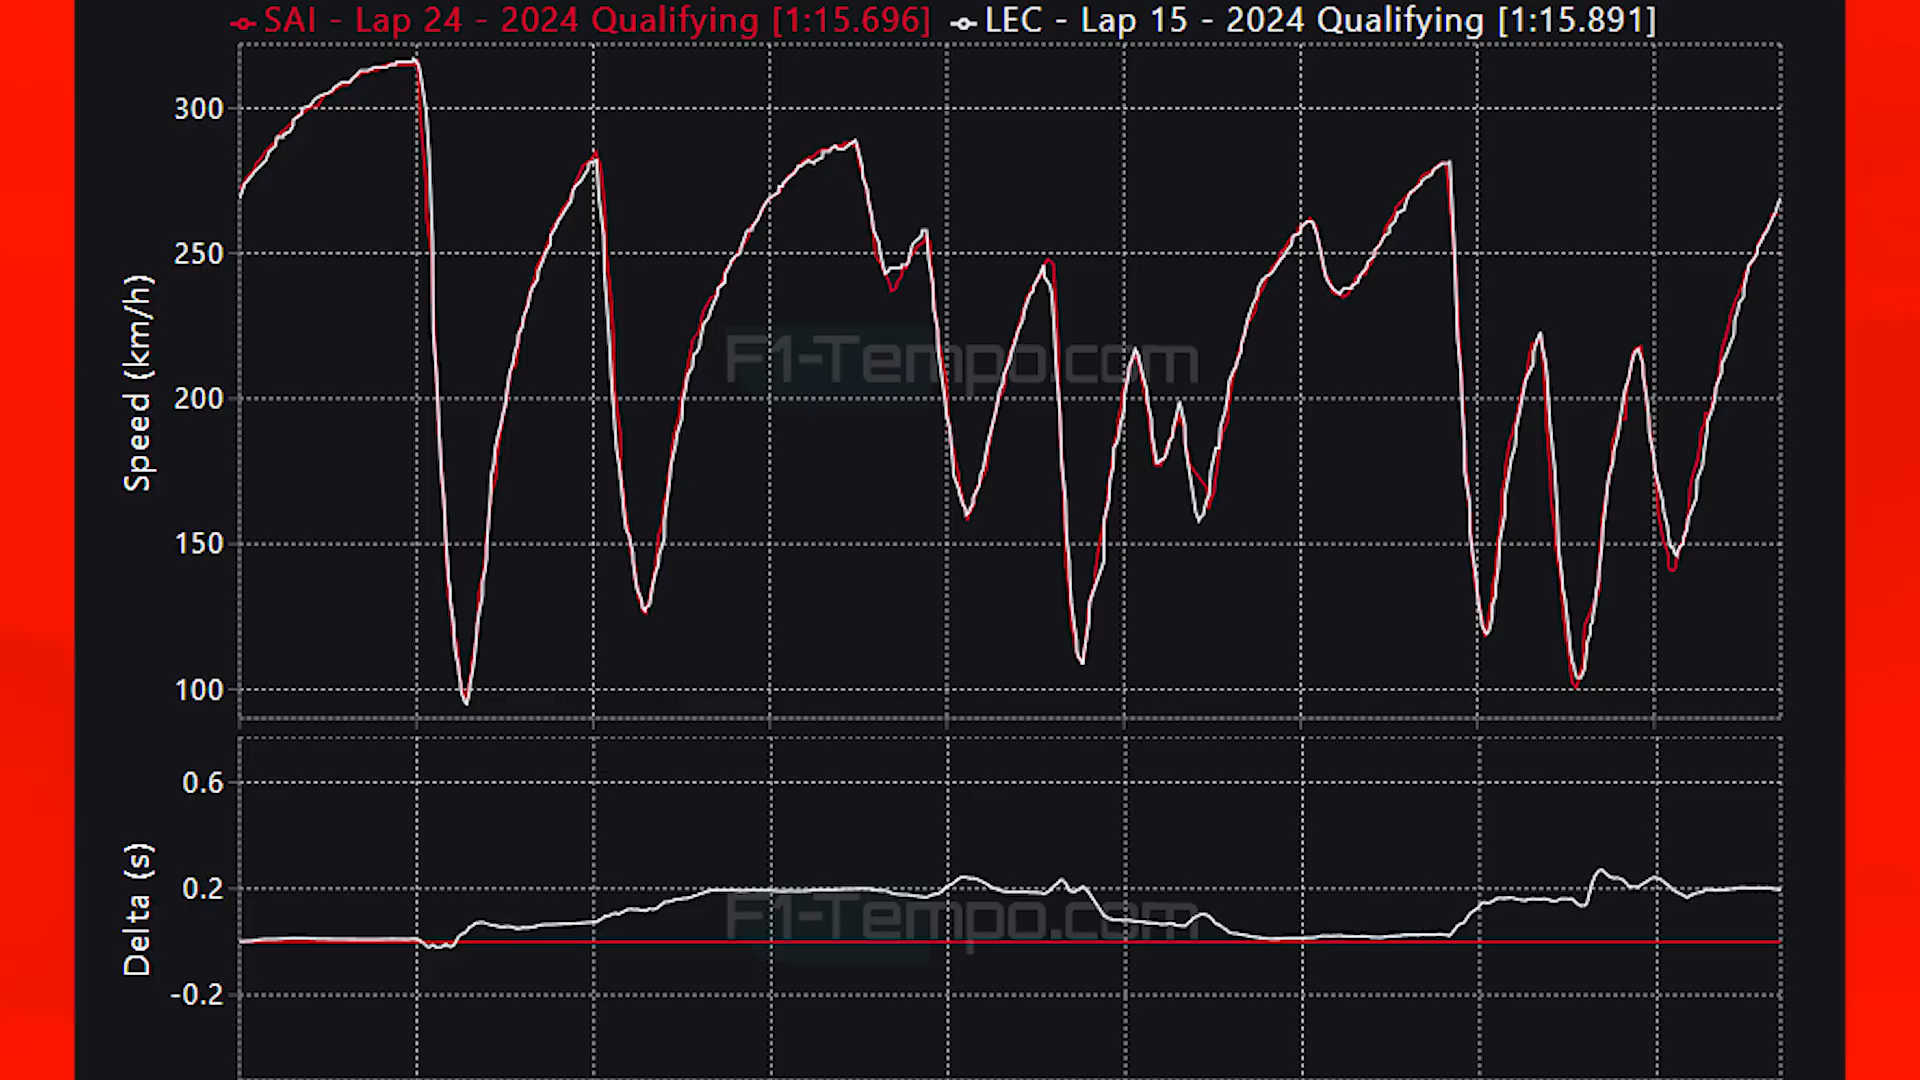 SAI - Lap 24 - 2024 Qualifying [1:15.696] LEC - Lap 15 - 2024 Qualifying [1:15.891]
300
250
200
150
100
Speed (km/h)
F1-Tempo.com
0.6
0.2
-0.2
Delta (s)
F1-Tempo.com